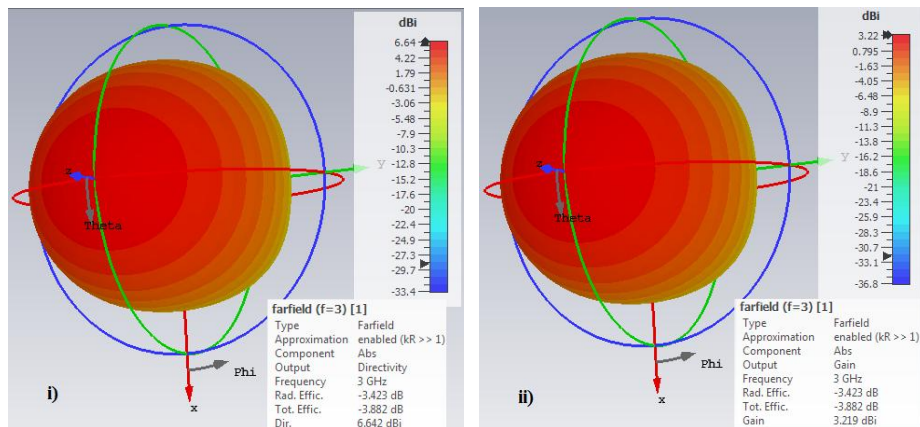 dBi
6.64
4.22
1.79
-0.631
-3.06
-5.48
-7.9
-10.3
-12.8
-15.2
-17.6
-20
-22.4
-24.9
-27.3
-29.7
-33.4
z
Y
Theta
Phi
x
i)
farfield (f=3) [1]
Type Farfield
Approximation enabled (kR >> 1)
Component Abs
Output Directivity
Frequency 3 GHz
Rad. Effic. -3.423 dB
Tot. Effic. -3.882 dB
Dir. 6.642 dBi
dBi
3.22
0.795
-1.63
-4.05
-6.48
-8.9
-11.3
-13.8
-16.2
-18.6
-21
-23.4
-25.9
-28.3
-30.7
-33.1
-36.8
z
Y
Theta
Phi
x
ii)
farfield (f=3) [1]
Type Farfield
Approximation enabled (kR >> 1)
Component Abs
Output Gain
Frequency 3 GHz
Rad. Effic. -3.423 dB
Tot. Effic. -3.882 dB
Gain 3.219 dBi